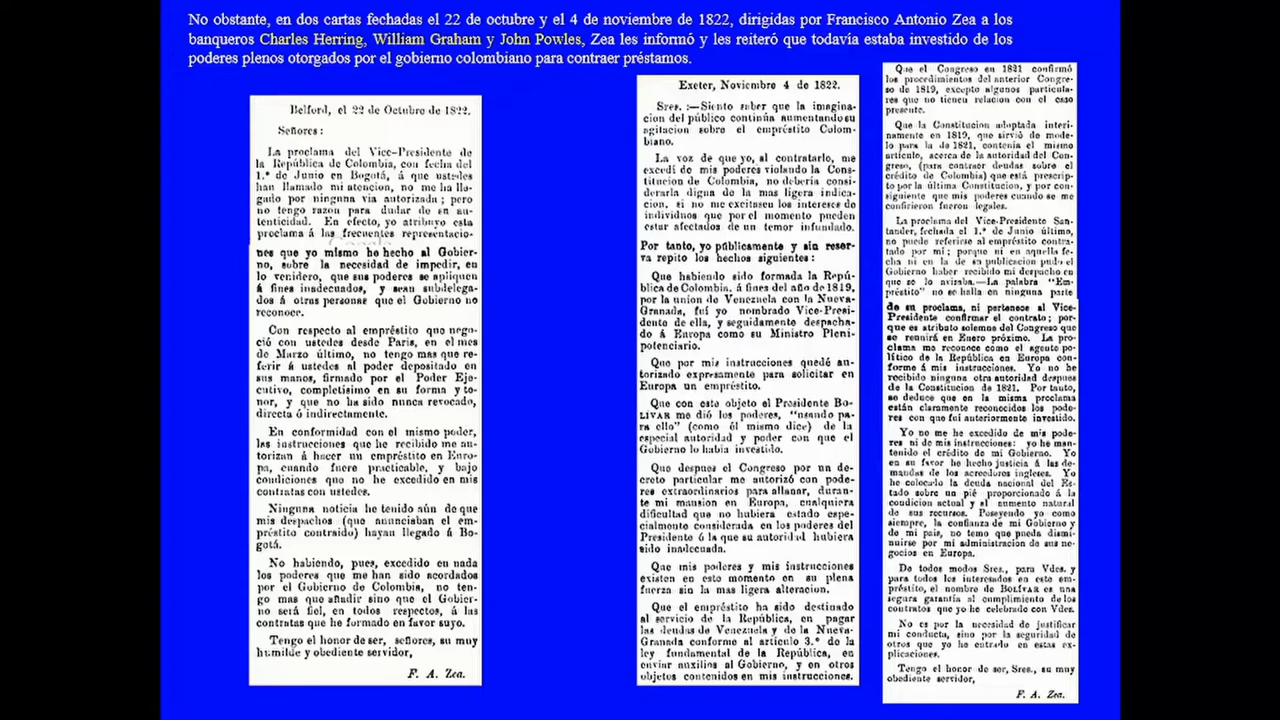 No obstante, en dos cartas fechadas el 22 de octubre y el 4 de noviembre de 1822, dirigidas por Francisco Antonio Zea a los
banqueros Charles Herring, William Graham y John Powles, Zea les informó y les reiteró que todavía estaba investido de los
poderes plenos otorgados por el gobierno colombiano para contraer préstamos.
Belford, el 22 de Octubre de 1822.
Señores:
La proclama del Vice-Presidente de
la República de Colombia, con fecha del
1.º de Junio en Bogotá, á que ustedes
han llamado mi atencion, no me ha lle-
gado por ninguna via autorizada; pero
no tengo razon para dudar de su au-
tenticidad. En efecto, yo atribuyo esta
proclama á las frecuentes representacio-
nes que yo mismo he hecho al Gobier-
no, sobre la necesidad de impedir, en
lo venidero, que sus poderes se apliquen
á fines inadecuados, y sean subdelega-
dos á otras personas que el Gobierno no
reconoce.
Con respecto al empréstito que nego-
ció con ustedes desde Paris, en el mes
de Marzo último, no tengo mas que re-
ferir á ustedes al poder depositado en
sus manos, firmado por el Poder Eje-
cutivo, completísimo en su forma y te-
nor, y que no ha sido nunca revocado,
directa ó indirectamente.
En conformidad con el mismo poder,
las instrucciones que he recibido me au-
torizan á hacer un empréstito en Euro-
pa, cuando fuere practicable, y bajo
condiciones que no he excedido en mis
contratas con ustedes.
Ninguna noticia he tenido aún de que
mis despachos (que anunciaban el em-
préstito contraido) hayan llegado á Bo-
gotá.
No habiendo, pues, excedido en nada
los poderes que me han sido acordados
por el Gobierno de Colombia, no ten-
go mas que añadir sino que el Gobier-
no será fiel, en todos respectos, á las
contratas que he formado en favor suyo.
Tengo el honor de ser, señores, su muy
humilde y obediente servidor,
F. A. Zea.
Exeter, Noviembre 4 de 1822.
Sres.:—Siento saber que la imagina-
cion del público continúa aumentando su
agitacion sobre el empréstito Colom-
biano.
La voz de que yo, al contratarlo, me
excedí de mis poderes violando la Cons-
titucion de Colombia, no debería consi-
derarla digna de la mas ligera indica-
cion, si no me excitasen los intereses de
individuos que por el momento pueden
estar afectados de un temor infundado.
Por tanto, yo públicamente y sin reser-
va repito los hechos siguientes:
Que habiendo sido formada la Repú-
blica de Colombia, á fines del año de 1819,
por la union de Venezuela con la Nueva-
Granada, fuí yo nombrado Vice-Presi-
dente de ella, y seguidamente despacha-
do á Europa como su Ministro Pleni-
potenciario.
Que por mis instrucciones quedé au-
torizado expresamente para solicitar en
Europa un empréstito.
Que con este objeto el Presidente BO-
LÍVAR me dió los poderes, "usando pa-
ra ello" (como él mismo dice) de la
especial autoridad y poder con que el
Gobierno lo habia investido.
Que despues el Congreso por un de-
creto particular me autorizó con pode-
res extraordinarios para allanar, duran-
te mi mansion en Europa, cualquiera
dificultad que no hubiera estado espe-
cialmente considerada en los poderes del
Presidente ó la que su autoridad hubiera
sido inadecuada.
Que mis poderes y mis instrucciones
existen en este momento en su plena
fuerza sin la mas ligera alteracion.
Que el empréstito ha sido destinado
al servicio de la República, en pagar
las deudas de Venezuela y de la Nueva-
Granada conforme al artículo 3.º de la
ley fundamental de la República, en
enviar auxilios al Gobierno, y en otros
objetos contenidos en mis instrucciones.
Que el Congreso en 1821 confirmó
los procedimientos del anterior Congre-
so de 1819, excepto algunos particula-
res que no tienen relacion con el caso
presente.
Que la Constitucion adoptada interi-
namente en 1819, que sirvió de mode-
lo para la de 1821, contenia el mismo
artículo, acerca de la autoridad del Con-
greso, (para contraer deudas sobre el
crédito de Colombia) que está prescrip-
to por la última Constitucion, y por con-
siguiente que mis poderes cuando se me
confirieron fueron legales.
La proclama del Vice-Presidente San-
tander, fechada el 1.º de Junio último,
no puede referirse al empréstito contra-
tado por mí; porque ni en aquella fe-
cha ni en la de su publicacion pudo el
Gobierno haber recibido mi despacho en
que se lo avisaba.—La palabra "Em-
préstito" no se halla en ninguna parte
de su proclama, ni pertenece al Vice-
Presidente confirmar el contrato; por-
que es atributo solemne del Congreso que
se reunirá en Enero próximo. La pro-
clama me reconoce como el agente po-
lítico de la República en Europa con-
forme á mis instrucciones. Yo no he
recibido ninguna otra autoridad despues
de la Constitucion de 1821. Por tanto,
se deduce que en la misma proclama
están claramente reconocidos los pode-
res con que fuí anteriormente investido.
Yo no me he excedido de mis pode-
res ni de mis instrucciones: yo he man-
tenido el crédito de mi Gobierno. Yo
en su favor he hecho justicia á las de-
mandas de los acreedores ingleses. Yo
he colocado la deuda nacional del Es-
tado sobre un pié proporcionado á la
condicion actual y al aumento natural
de sus recursos. Poseyendo yo como
siempre, la confianza de mi Gobierno y
de mi pais, no temo que pueda dismi-
nuirse por mi administracion de sus ne-
gocios en Europa.
De todos modos Sres., para Vdes. y
para todos los interesados en este em-
préstito, el nombre de BOLÍVAR es una
segura garantía al cumplimiento de los
contratos que yo he celebrado con Vdes.
No es por la necesidad de justificar
mi conducta, sino por la seguridad de
otros que yo he entrado en estas ex-
plicaciones.
Tengo el honor de ser, Sres., su muy
obediente servidor,
F. A. Zea.